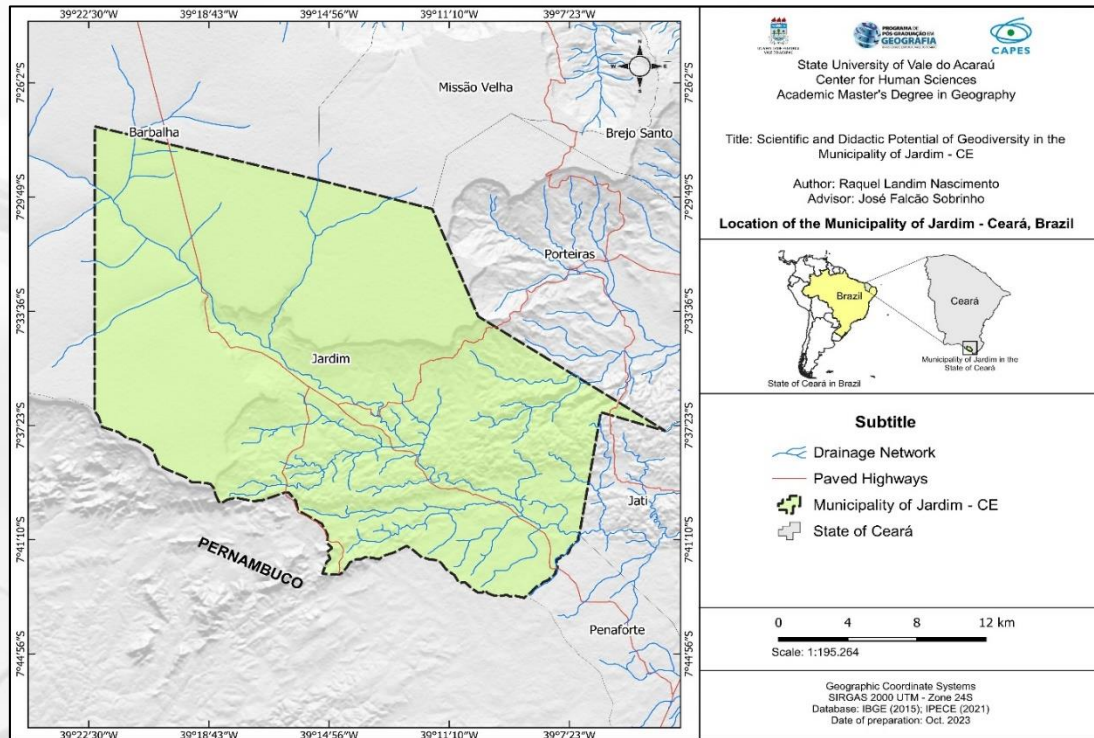 39°22'30"W 39°18'43"W 39°14'56"W 39°11'10"W 39°7'23"W
7°26'2"S 7°26'2"S
7°29'49"S 7°29'49"S
7°33'36"S 7°33'36"S
7°37'23"S 7°37'23"S
7°41'10"S 7°41'10"S
7°44'56"S 7°44'56"S
N
W E
S
Missão Velha
Barbalha
Brejo Santo
Porteiras
Jardim
Jati
PERNAMBUCO
Penaforte
39°22'30"W 39°18'43"W 39°14'56"W 39°11'10"W 39°7'23"W
PROGRAMA DE
PÓS-GRADUAÇÃO EM
GEOGRAFIA
CAPES
State University of Vale do Acaraú
Center for Human Sciences
Academic Master's Degree in Geography
Title: Scientific and Didactic Potential of Geodiversity in the
Municipality of Jardim - CE
Author: Raquel Landim Nascimento
Advisor: José Falcão Sobrinho
Location of the Municipality of Jardim - Ceará, Brazil
Brazil
Ceará
State of Ceará in Brazil
Municipality of Jardim in the
State of Ceará
Subtitle
Drainage Network
Paved Highways
Municipality of Jardim - CE
State of Ceará
0 4 8 12 km
Scale: 1:195.264
Geographic Coordinate Systems
SIRGAS 2000 UTM - Zone 24S
Database: IBGE (2015); IPECE (2021)
Date of preparation: Oct. 2023